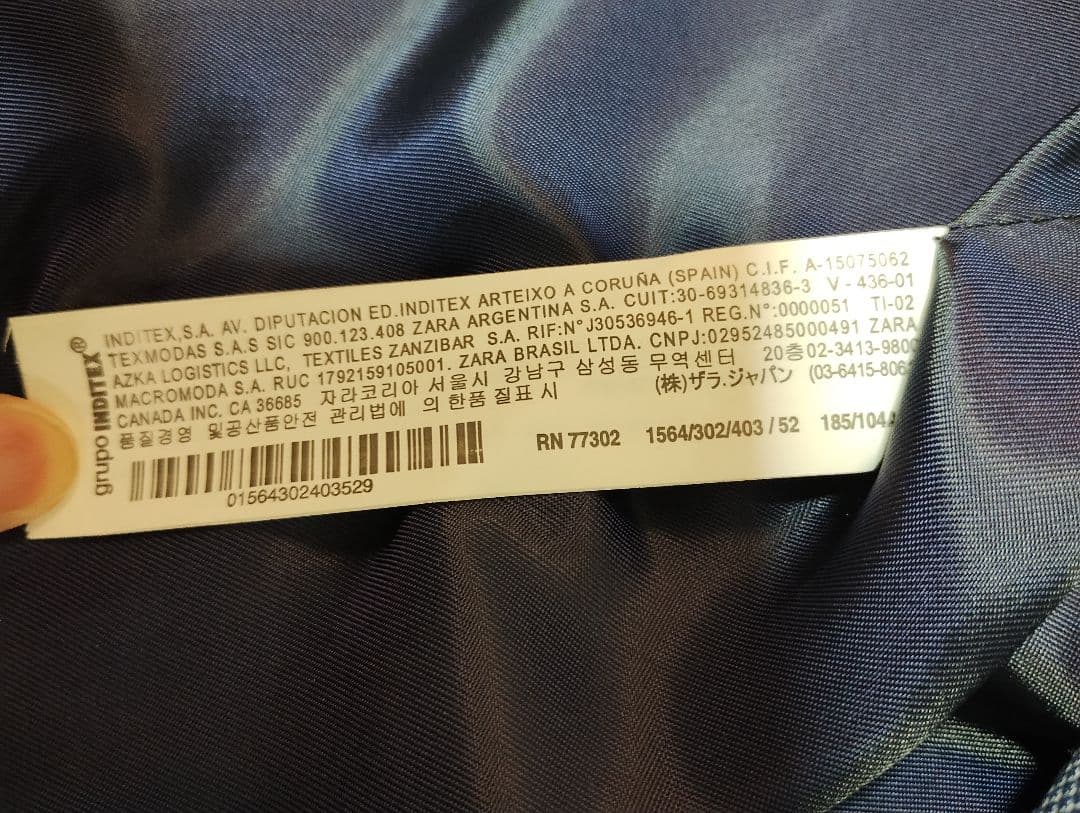 grupo INDITEX®
INDITEX,S.A. AV. DIPUTACION ED.INDITEX ARTEIXO A CORUÑA (SPAIN) C.I.F. A-15075062
TEXMODAS S.A.S SIC 900.123.408 ZARA ARGENTINA S.A. CUIT:30-69314836-3 V - 436-01
AZKA LOGISTICS LLC, TEXTILES ZANZIBAR S.A. RIF:N°J30536946-1 REG.N°:0000051 TI-02
MACROMODA S.A. RUC 1792159105001. ZARA BRASIL LTDA. CNPJ:02952485000491 ZARA
CANADA INC. CA 36685 자라코리아 서울시 강남구 삼성동 무역센터 20층02-3413-9800
품질경영 및공산품안전 관리법에 의한품질표시 (株)ザラ.ジャパン (03-6415-806
RN 77302 1564/302/403 / 52 185/104
01564302403529